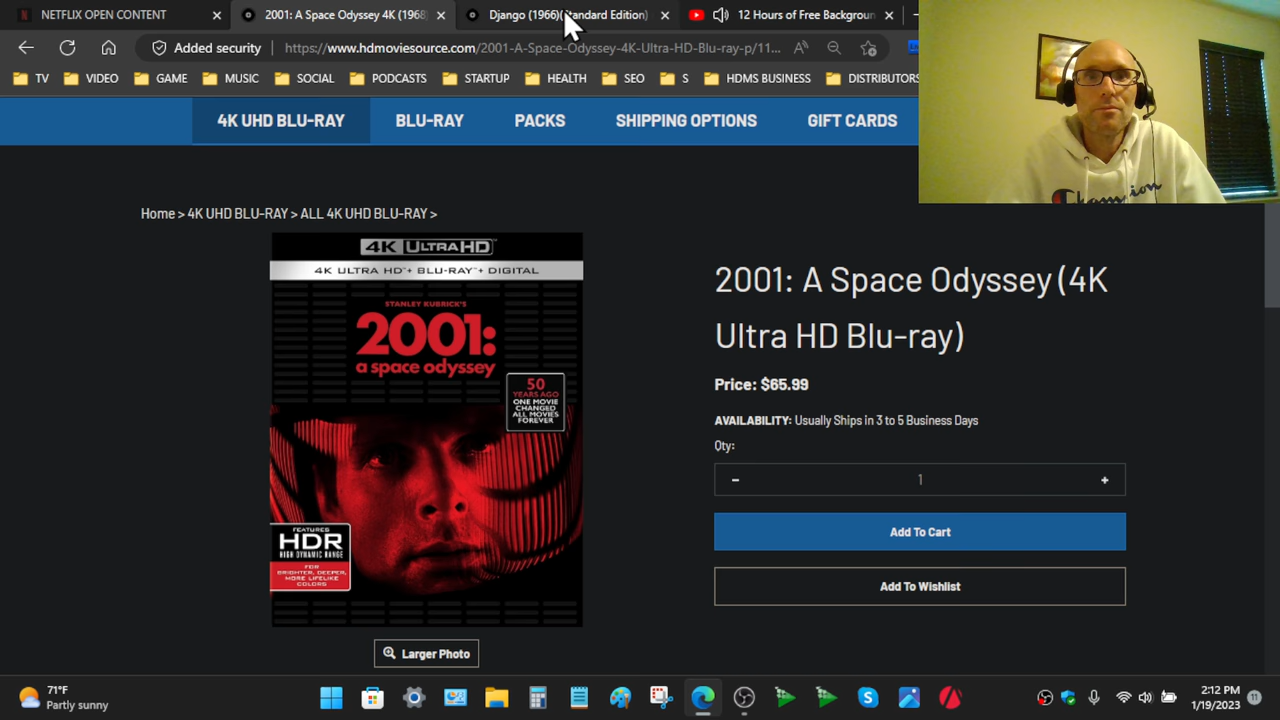 NETFLIX OPEN CONTENT
2001: A Space Odyssey 4K (1968
Django (1966)(Standard Edition)
12 Hours of Free Backgroun
Added security
https://www.hdmoviesource.com/2001-A-Space-Odyssey-4K-Ultra-HD-Blu-ray-p/11...
TV
VIDEO
GAME
MUSIC
SOCIAL
PODCASTS
STARTUP
HEALTH
SEO
S
HDMS BUSINESS
DISTRIBUTORS
4K UHD BLU-RAY
BLU-RAY
PACKS
SHIPPING OPTIONS
GIFT CARDS
Champion
Home > 4K UHD BLU-RAY > ALL 4K UHD BLU-RAY >
4K ULTRA HD
4K ULTRA HD™+ BLU-RAY™+ DIGITAL
STANLEY KUBRICK'S
2001:
a space odyssey
50
YEARS AGO
ONE MOVIE
CHANGED
ALL MOVIES
FOREVER
FEATURES
HDR
HIGH DYNAMIC RANGE
FOR
BRIGHTER, DEEPER,
MORE LIFELIKE
COLORS
Larger Photo
2001: A Space Odyssey (4K
Ultra HD Blu-ray)
Price: $65.99
AVAILABILITY: Usually Ships in 3 to 5 Business Days
Qty:
- 1 +
Add To Cart
Add To Wishlist
71°F
Partly sunny
2:12 PM
1/19/2023
11